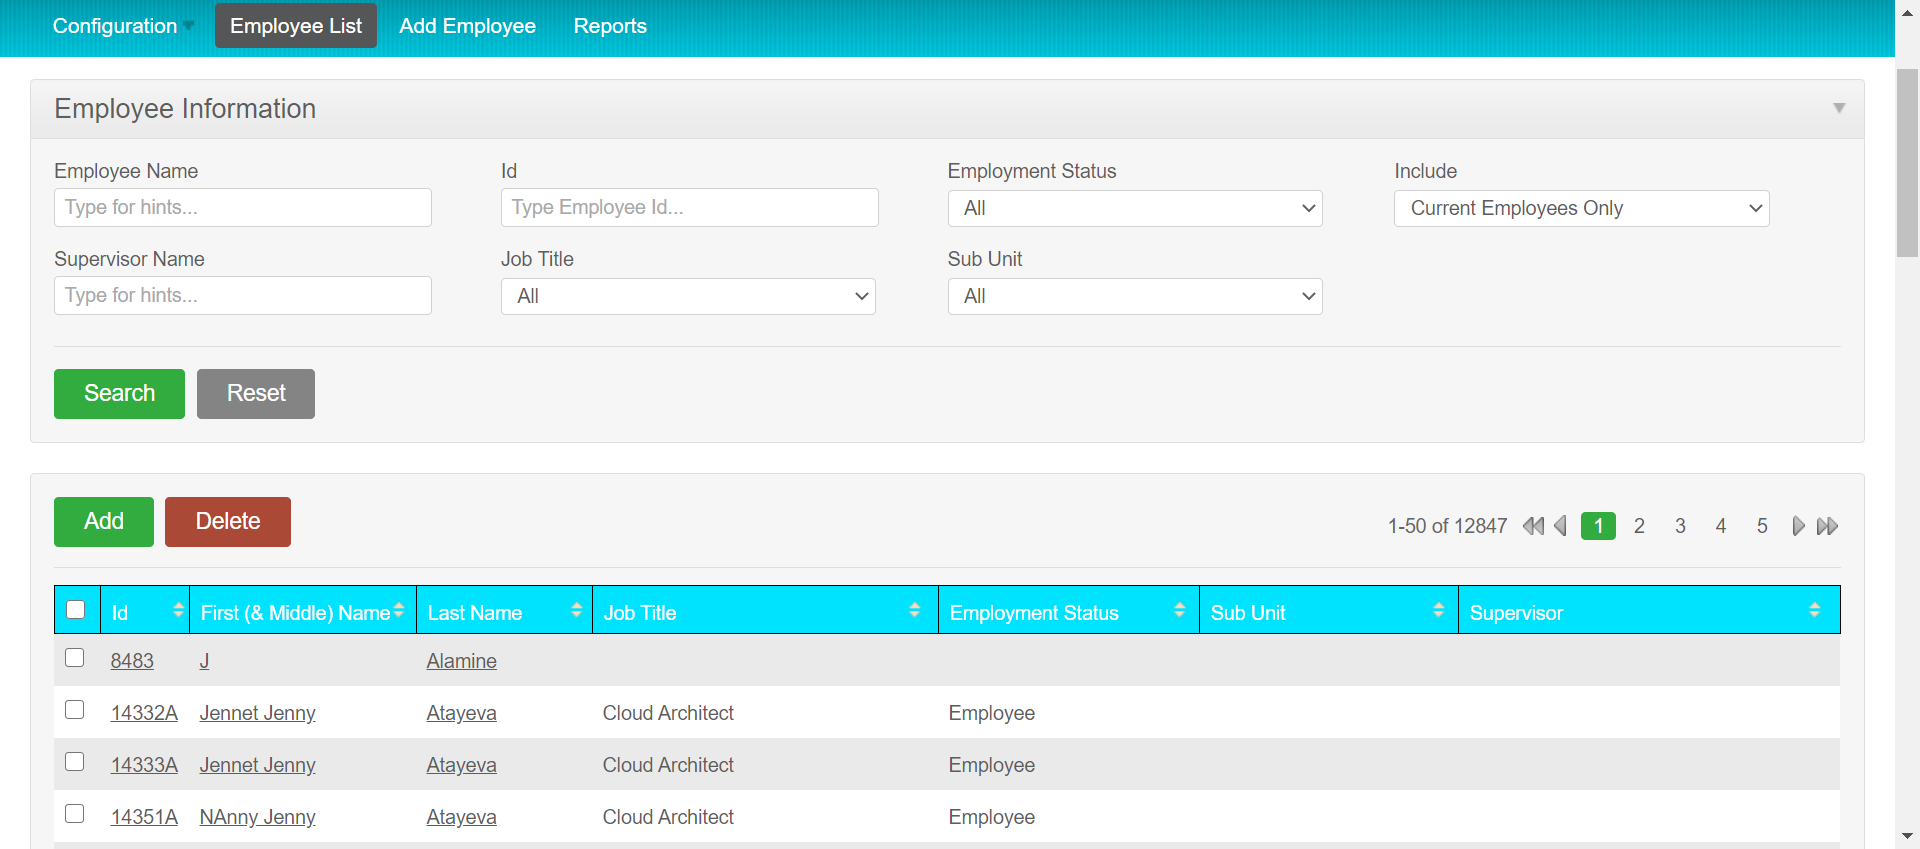 Configuration Employee List Add Employee Reports
Employee Information
Employee Name Id Employment Status Include
Type for hints... Type Employee Id... All Current Employees Only
Supervisor Name Job Title Sub Unit
Type for hints... All All
Search Reset
Add Delete 1-50 of 12847 1 2 3 4 5
Id First (& Middle) Name Last Name Job Title Employment Status Sub Unit Supervisor
8483 J Alamine
14332A Jennet Jenny Atayeva Cloud Architect Employee
14333A Jennet Jenny Atayeva Cloud Architect Employee
14351A NAnny Jenny Atayeva Cloud Architect Employee